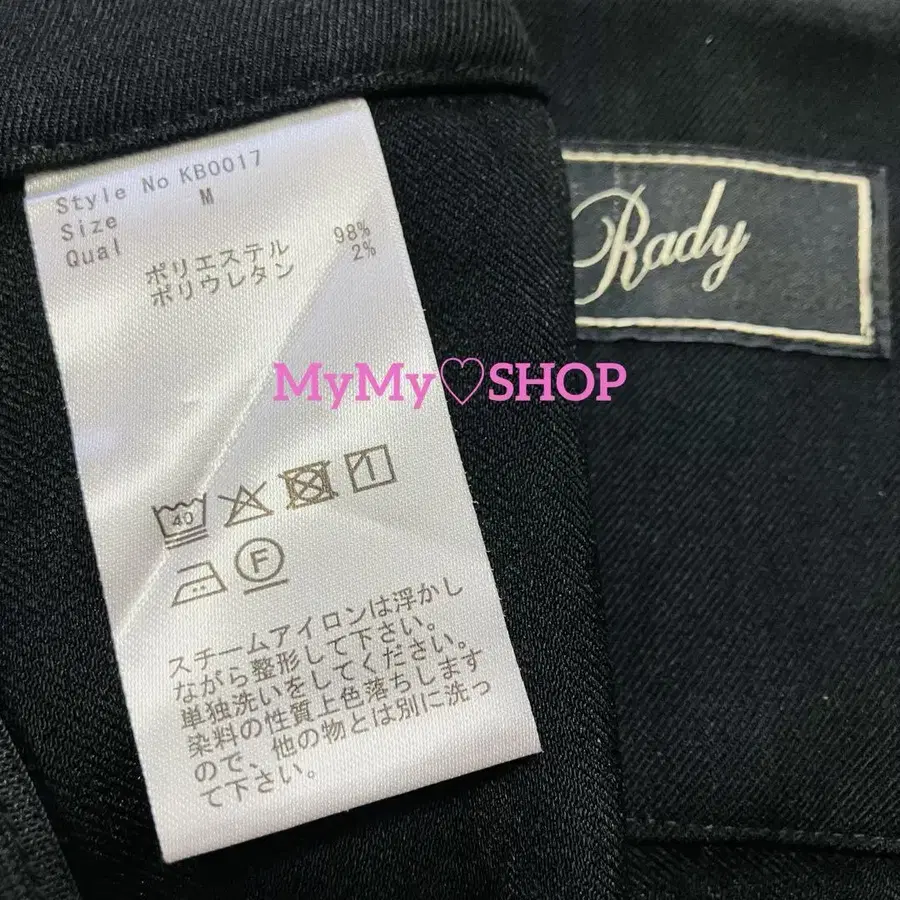 Style No KB0017
Size M
Qual
ポリエステル 98%
ポリウレタン 2%
Rady
MyMy♡SHOP
40
F
スチームアイロンは浮かし
ながら整形して下さい。
単独洗いをしてください。
染料の性質上色落ちします
ので、他の物とは別に洗っ
て下さい。